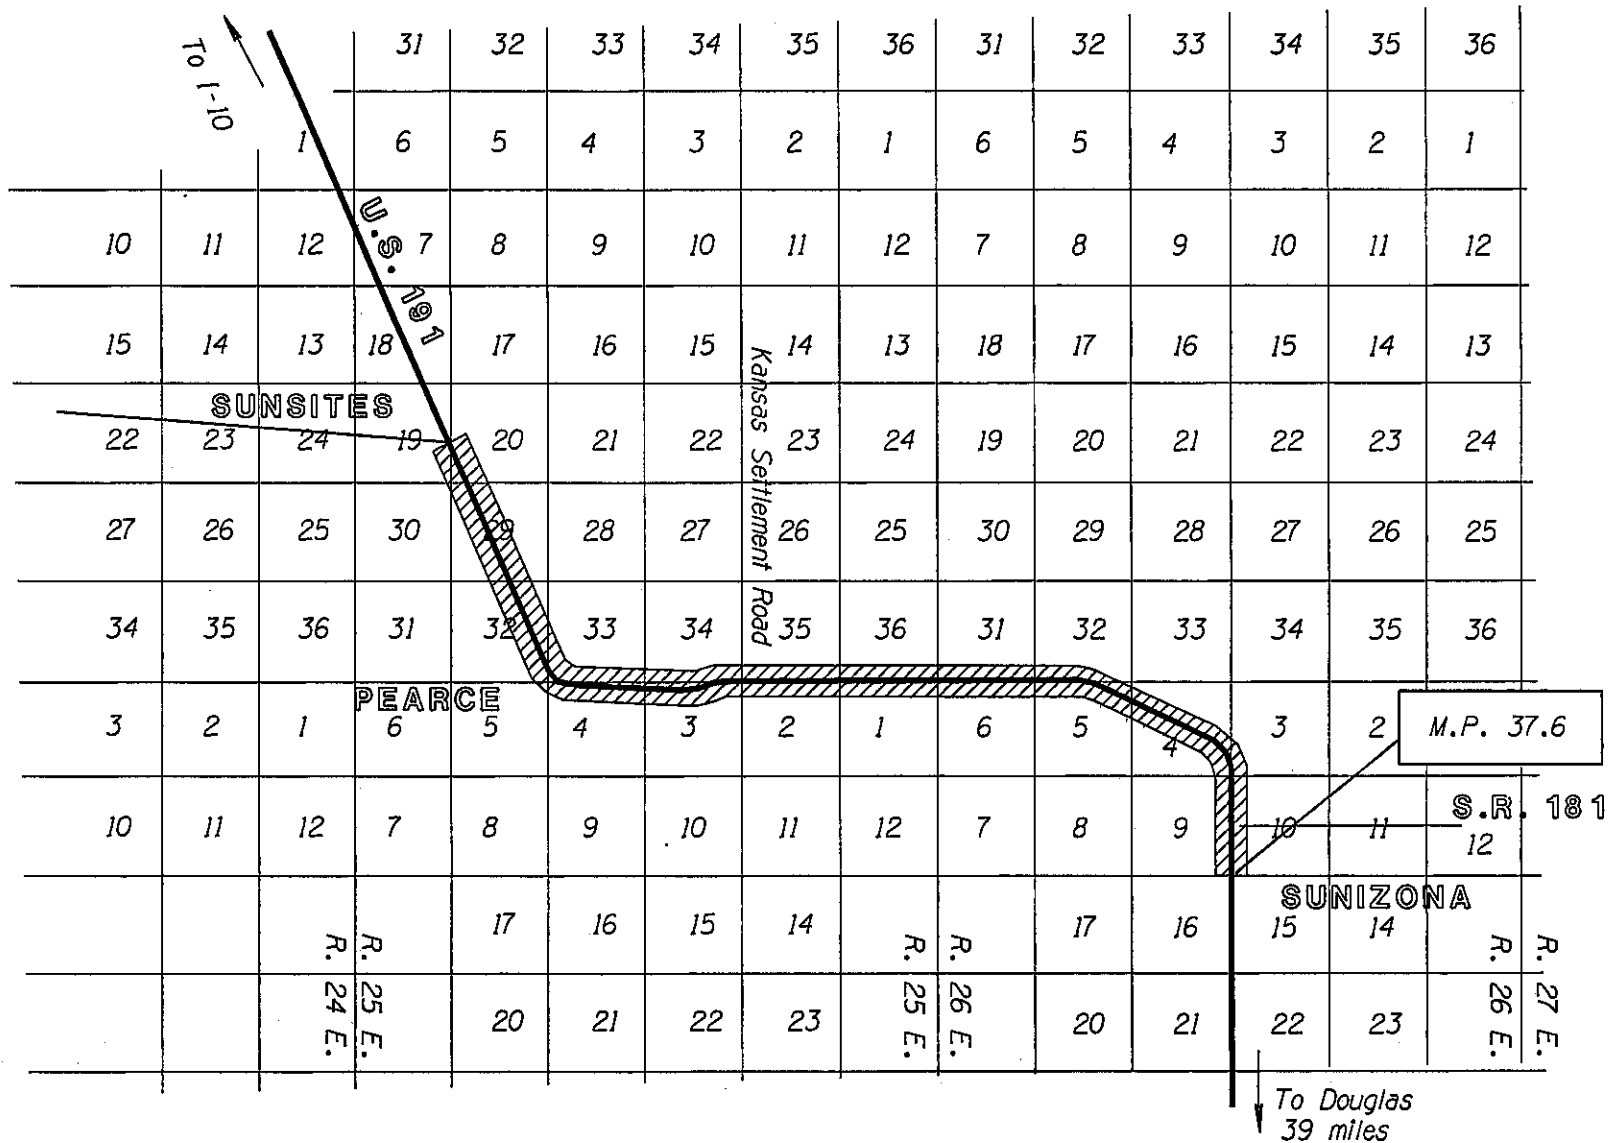 31 32 33 34 35 36 31 32 33 34 35 36
To I-10
1 6 5 4 3 2 1 6 5 4 3 2 1
U.S. 191
10 11 12 7 8 9 10 11 12 7 8 9 10 11 12
15 14 13 18 17 16 15 14 13 18 17 16 15 14 13
Kansas Settlement Road
SUNSITES
22 23 24 19 20 21 22 23 24 19 20 21 22 23 24
27 26 25 30 29 28 27 26 25 30 29 28 27 26 25
34 35 36 31 32 33 34 35 36 31 32 33 34 35 36
PEARCE
3 2 1 6 5 4 3 2 1 6 5 4 3 2
M.P. 37.6
S.R. 181
10 11 12 7 8 9 10 11 12 7 8 9 10 11 12
SUNIZONA
17 16 15 14 17 16 15 14
R. 24 E.
R. 25 E.
R. 25 E.
R. 26 E.
R. 26 E.
R. 27 E.
20 21 22 23 20 21 22 23
To Douglas
39 miles